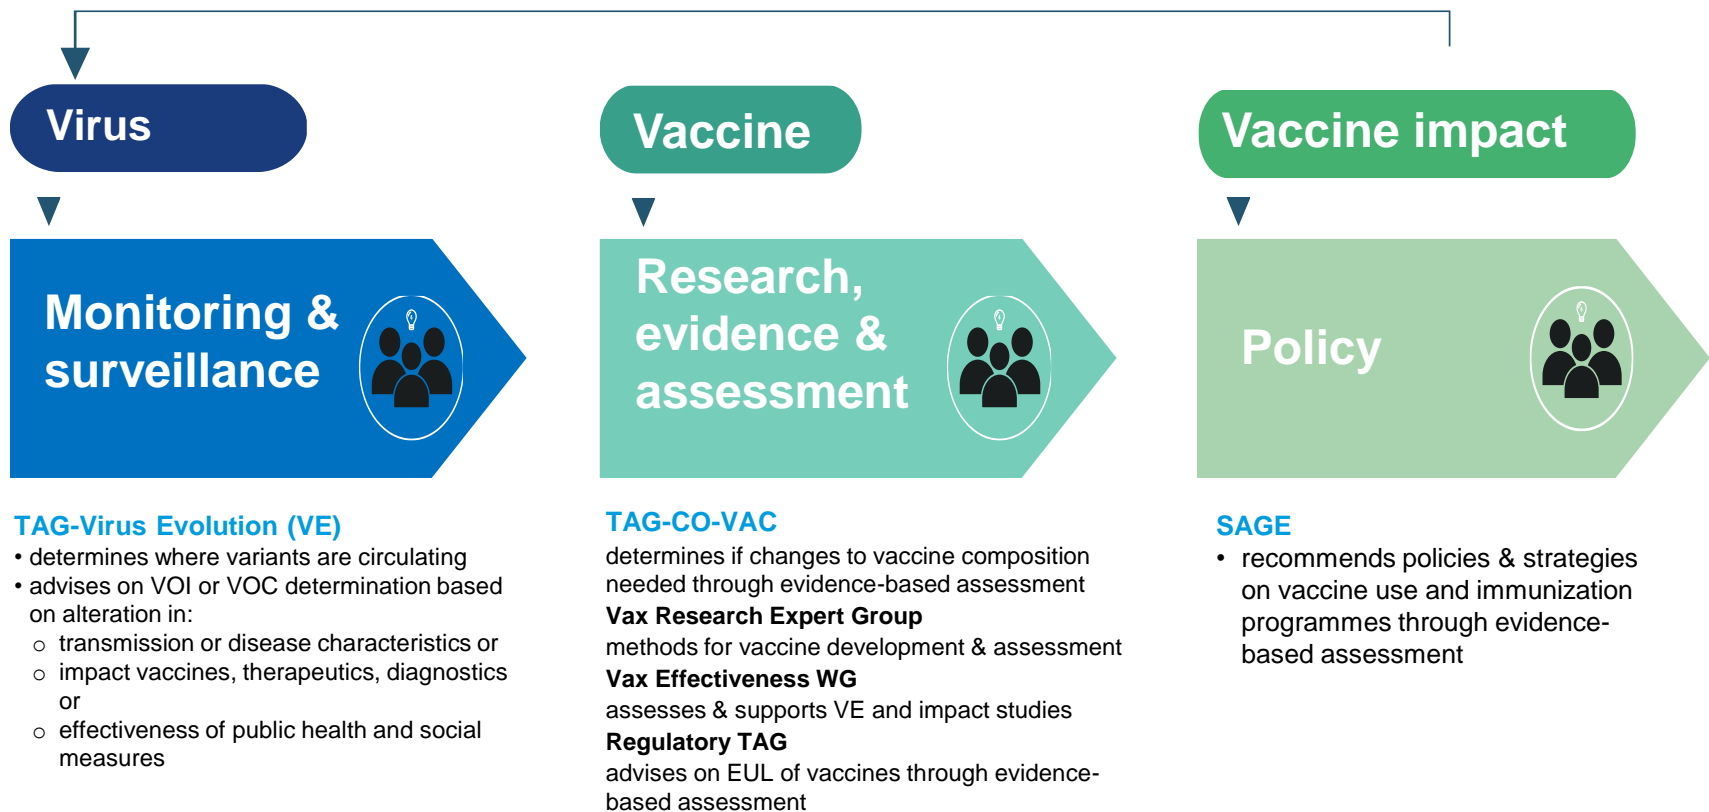 Virus
Vaccine
Vaccine impact
Monitoring &
surveillance
Research,
evidence &
assessment
Policy
TAG-Virus Evolution (VE)
• determines where variants are circulating
• advises on VOI or VOC determination based
on alteration in:
o transmission or disease characteristics or
o impact vaccines, therapeutics, diagnostics
or
o effectiveness of public health and social
measures
TAG-CO-VAC
determines if changes to vaccine composition
needed through evidence-based assessment
Vax Research Expert Group
methods for vaccine development & assessment
Vax Effectiveness WG
assesses & supports VE and impact studies
Regulatory TAG
advises on EUL of vaccines through evidence-
based assessment
SAGE
• recommends policies & strategies
on vaccine use and immunization
programmes through evidence-
based assessment